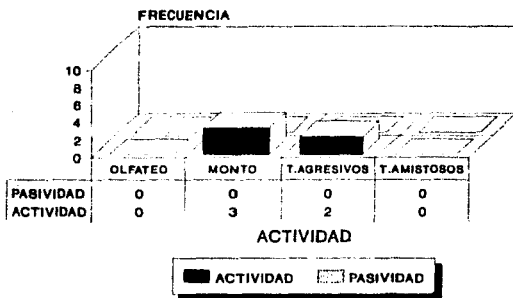 FRECUENCIA
10
8
6
4
2
0
OLFATEO MONTO T.AGRESIVOS T.AMISTOSOS
PASIVIDAD 0 0 0 0
ACTIVIDAD 0 3 2 0
ACTIVIDAD
ACTIVIDAD PASIVIDAD